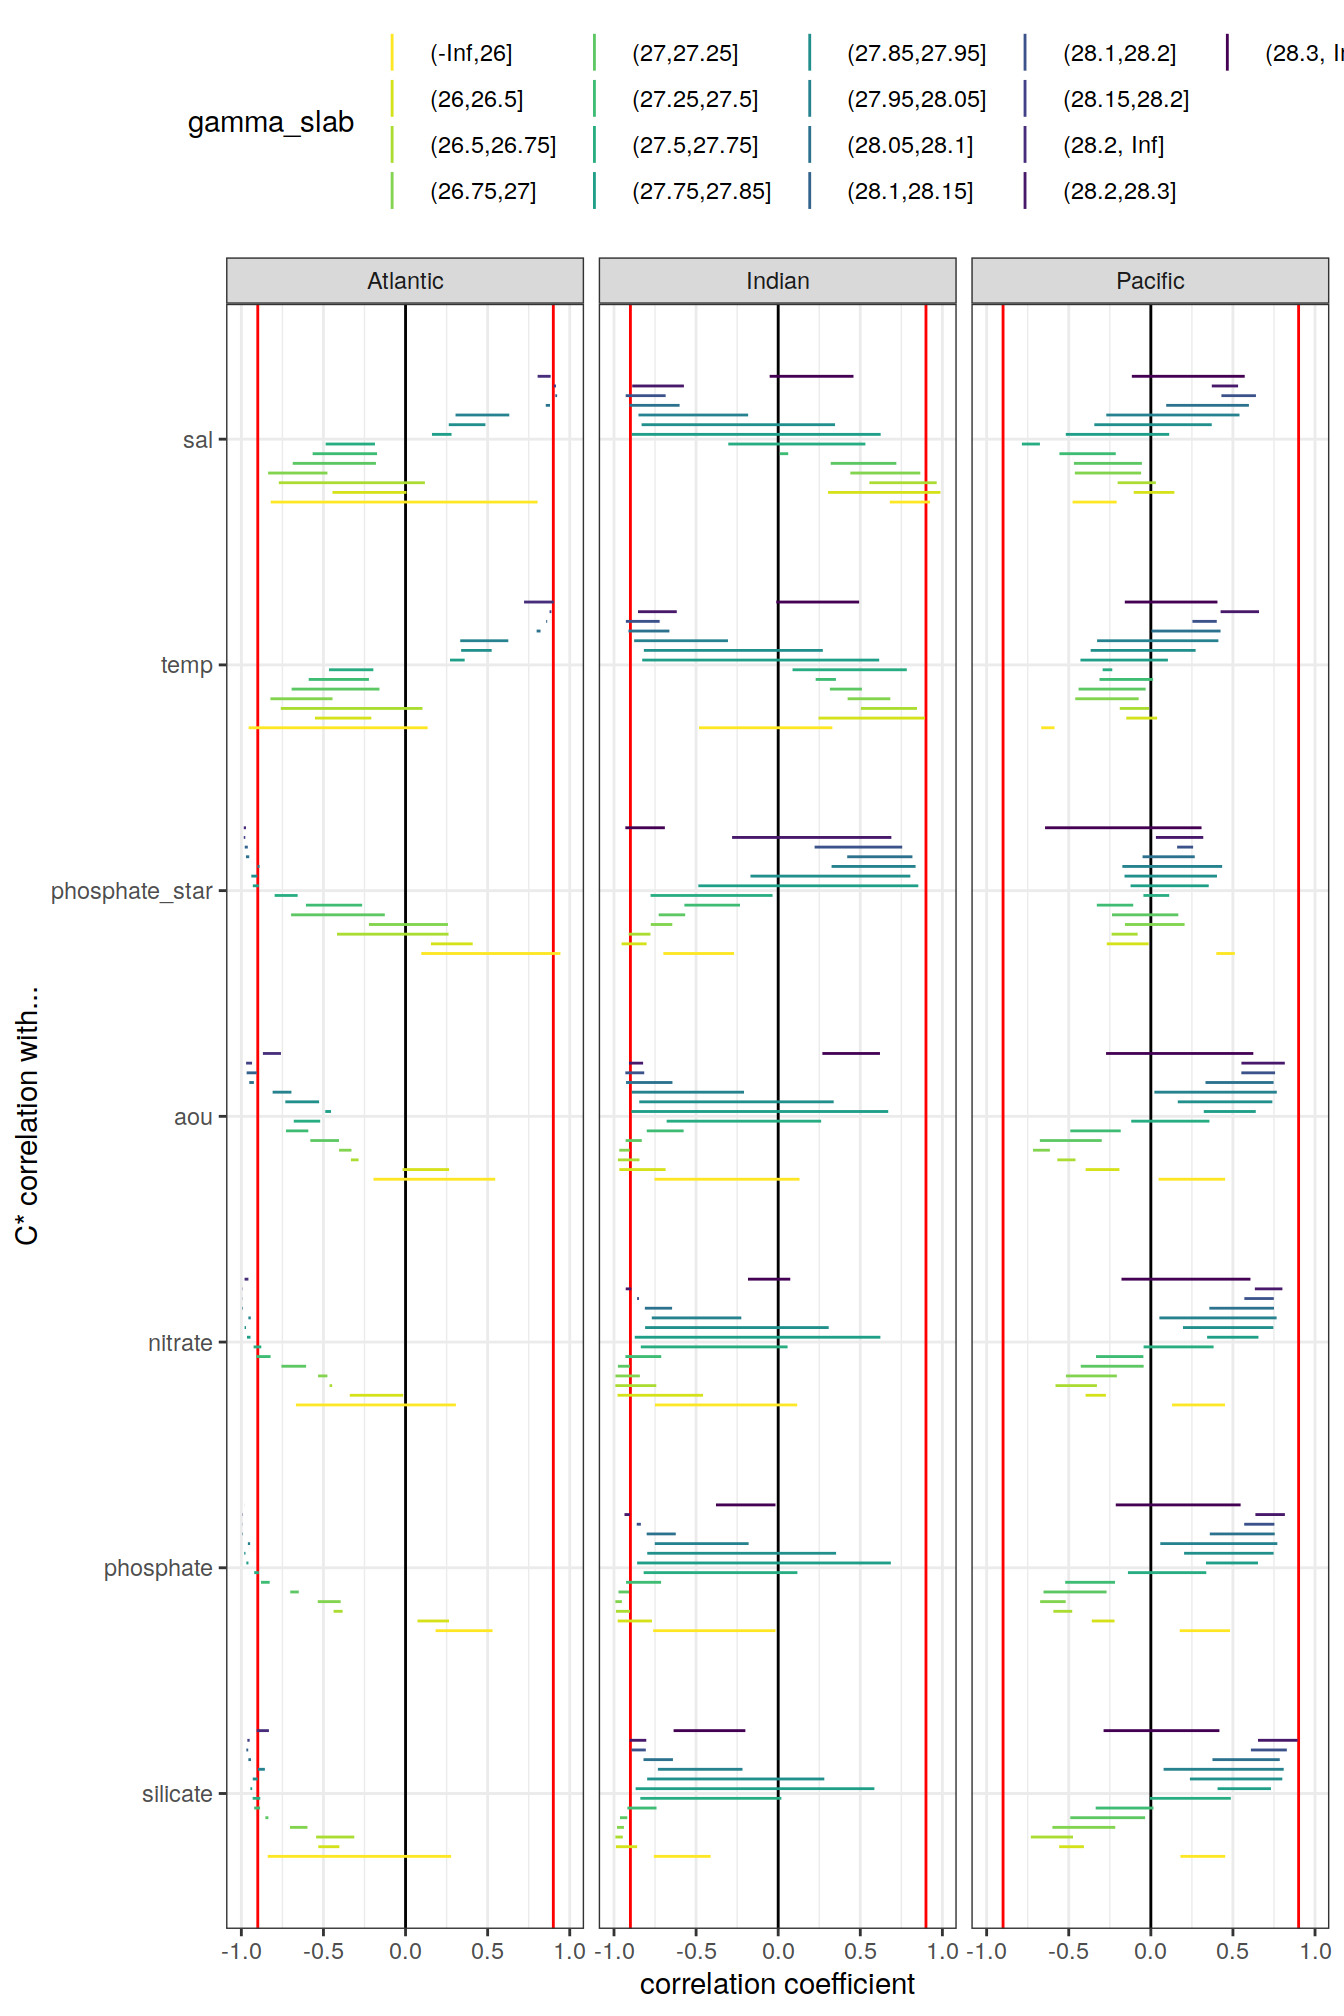 gamma_slab
(-Inf,26]
(26,26.5]
(26.5,26.75]
(26.75,27]
(27,27.25]
(27.25,27.5]
(27.5,27.75]
(27.75,27.85]
(27.85,27.95]
(27.95,28.05]
(28.05,28.1]
(28.1,28.15]
(28.1,28.2]
(28.15,28.2]
(28.2, Inf]
(28.2,28.3]
(28.3,
Atlantic Indian Pacific
C* correlation with...
sal
temp
phosphate_star
aou
nitrate
phosphate
silicate
-1.0 -0.5 0.0 0.5 1.0 -1.0 -0.5 0.0 0.5 1.0 -1.0 -0.5 0.0 0.5 1.0
correlation coefficient